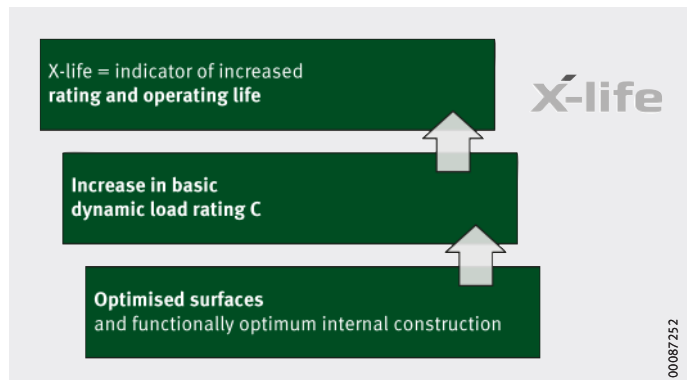 X-life = indicator of increased
rating and operating life
X-life
Increase in basic
dynamic load rating C
Optimised surfaces
and functionally optimum internal construction
00087252